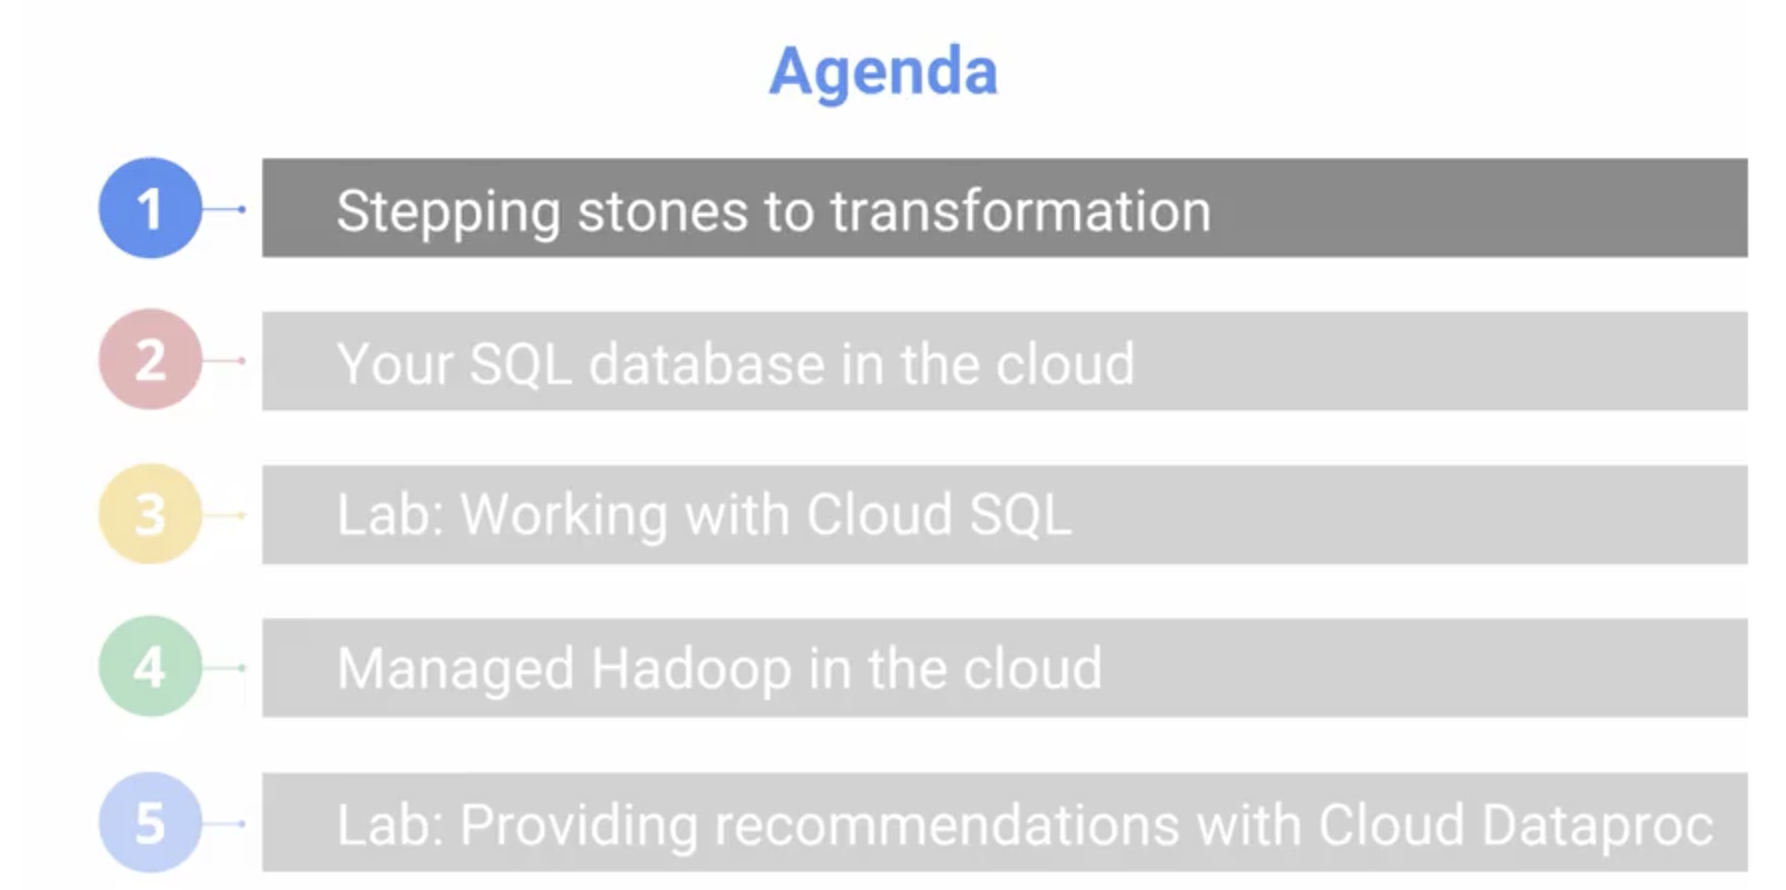 Agenda
1 Stepping stones to transformation
2 Your SQL database in the cloud
3 Lab: Working with Cloud SQL
4 Managed Hadoop in the cloud
5 Lab: Providing recommendations with Cloud Dataproc